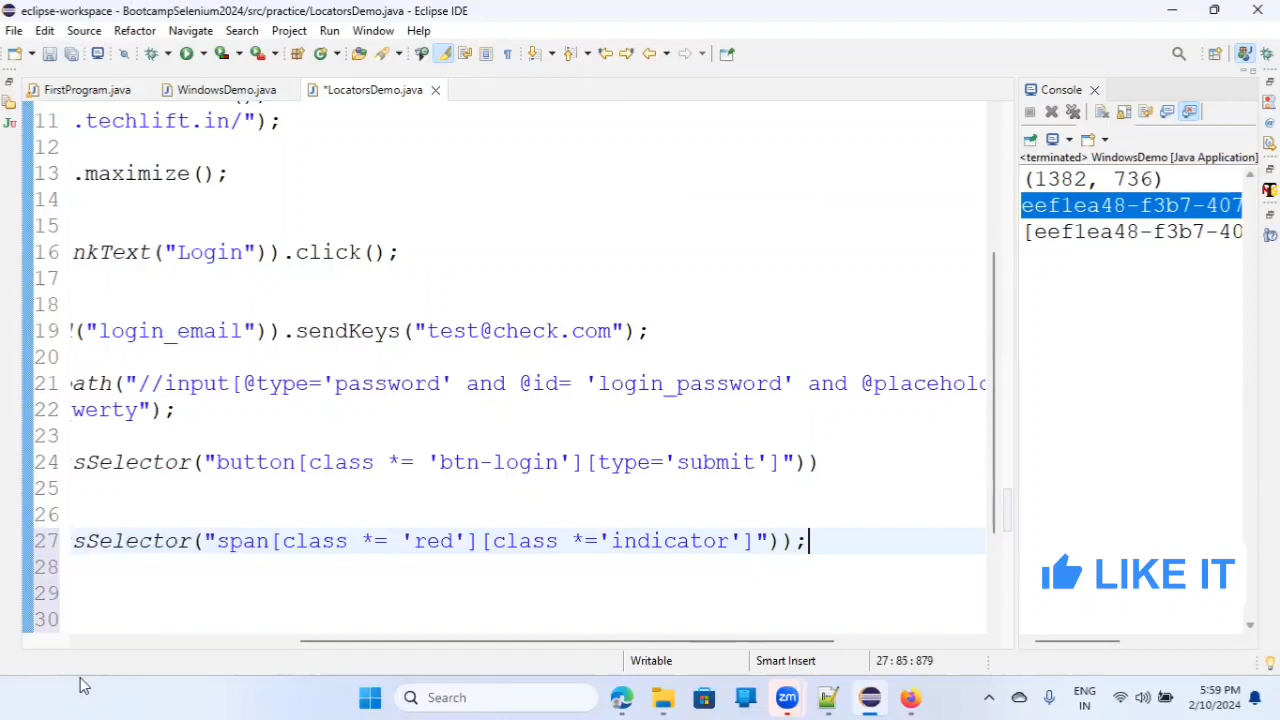 eclipse-workspace - BootcampSelenium2024/src/practice/LocatorsDemo.java - Eclipse IDE
File Edit Source Refactor Navigate Search Project Run Window Help
FirstProgram.java WindowsDemo.java *LocatorsDemo.java
11 .techlift.in/");
12
13 .maximize();
14
15
16 nkText("Login")).click();
17
18
19 ("login_email")).sendKeys("test@check.com");
20
21 ath("//input[@type='password' and @id= 'login_password' and @placehold
22 werty");
23
24 sSelector("button[class *= 'btn-login'][type='submit']"))
25
26
27 sSelector("span[class *= 'red'][class *='indicator']"));
28
29
30
Console
<terminated> WindowsDemo [Java Application]
(1382, 736)
eef1ea48-f3b7-407
[eef1ea48-f3b7-40
LIKE IT
Writable Smart Insert 27:85:879
Search
ENG
IN
5:59 PM
2/10/2024